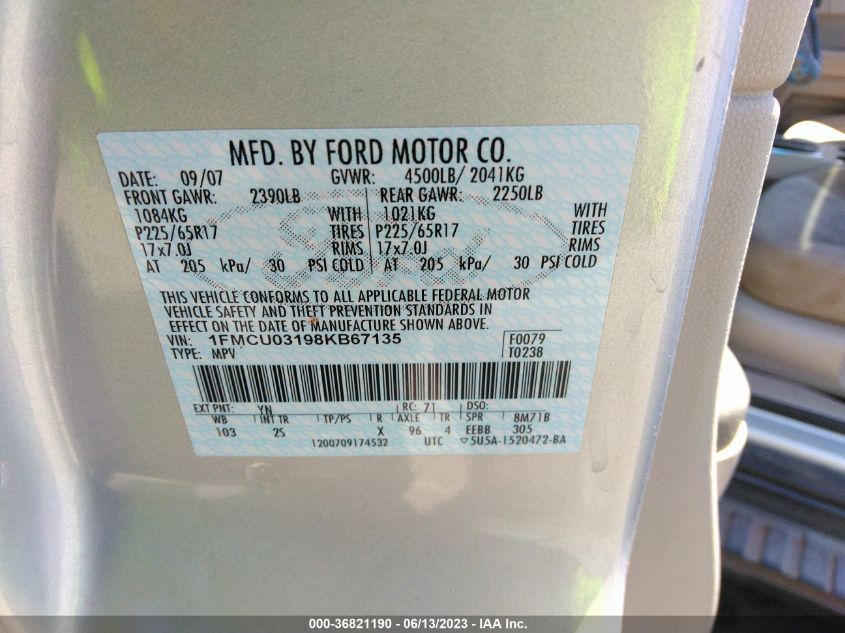 MFD. BY FORD MOTOR CO.
DATE: 09/07 GVWR: 4500LB/ 2041KG
FRONT GAWR: 2390LB REAR GAWR: 2250LB
1084KG WITH 1021KG WITH
P225/65R17 TIRES P225/65R17 TIRES
17x7.0J RIMS 17x7.0J RIMS
AT 205 kPa/ 30 PSI COLD AT 205 kPa/ 30 PSI COLD
THIS VEHICLE CONFORMS TO ALL APPLICABLE FEDERAL MOTOR
VEHICLE SAFETY AND THEFT PREVENTION STANDARDS IN
EFFECT ON THE DATE OF MANUFACTURE SHOWN ABOVE.
VIN: 1FMCU03198KB67135 F0079
TYPE: MPV T0238
EXT PNT: YN RC: 71 DSO:
WB INT TR TP/PS R AXLE TR SPR 8M71B
103 2S X 96 4 EEBB 305
1200709174532 UTC ▽5U5A-1520472-BA
000-36821190 - 06/13/2023 - IAA Inc.